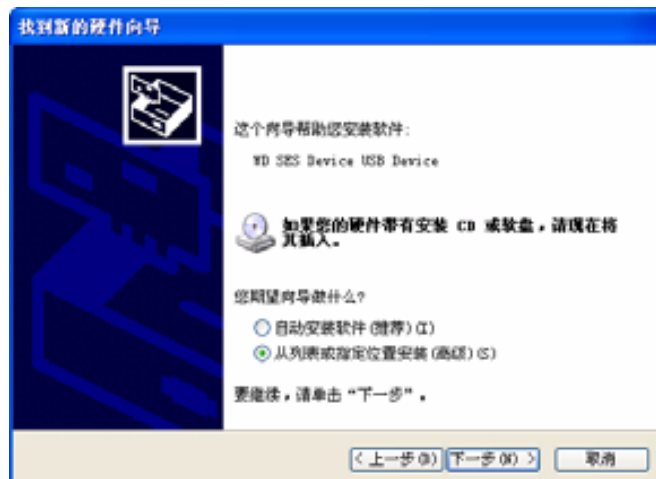 找到新的硬件向导
这个向导帮助您安装软件:
WD SES Device USB Device
如果您的硬件带有安装 CD 或软盘，请现在将
其插入。
您期望向导做什么?
自动安装软件(推荐)(I)
从列表或指定位置安装(高级)(S)
要继续，请单击“下一步”。
<上一步(B) 下一步(N) > 取消